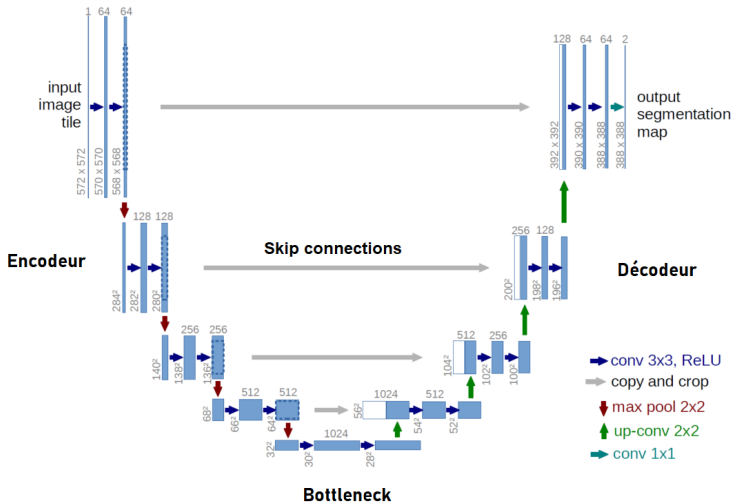 1 64 64
128 64 64 2
input
image
tile
output
segmentation
map
572 x 572
570 x 570
568 x 568
392 x 392
390 x 390
388 x 388
388 x 388
128 128
256 128
Encodeur
Skip connections
Décodeur
284²
282²
280²
200²
198²
196²
256 256
512 256
140²
138²
136²
104²
102²
100²
512 512
1024 512
68²
66²
64²
56²
54²
52²
1024
32²
30²
28²
conv 3x3, ReLU
copy and crop
max pool 2x2
up-conv 2x2
conv 1x1
Bottleneck